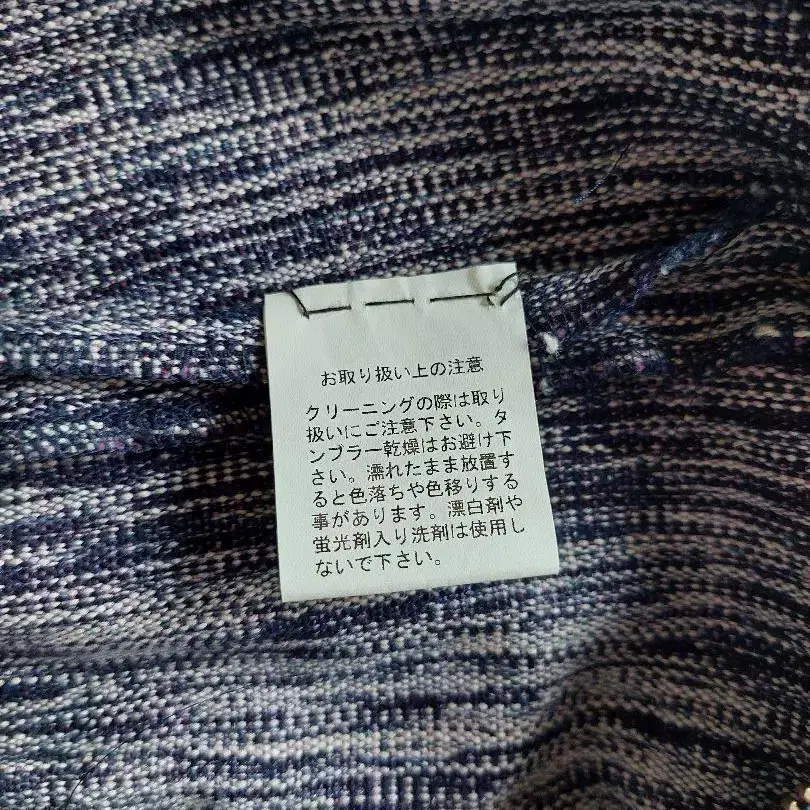 お取り扱い上の注意
クリーニングの際は取り
扱いにご注意下さい。タ
ンブラー乾燥はお避け下
さい。濡れたまま放置す
ると色落ちや色移りする
事があります。漂白剤や
蛍光剤入り洗剤は使用し
ないで下さい。